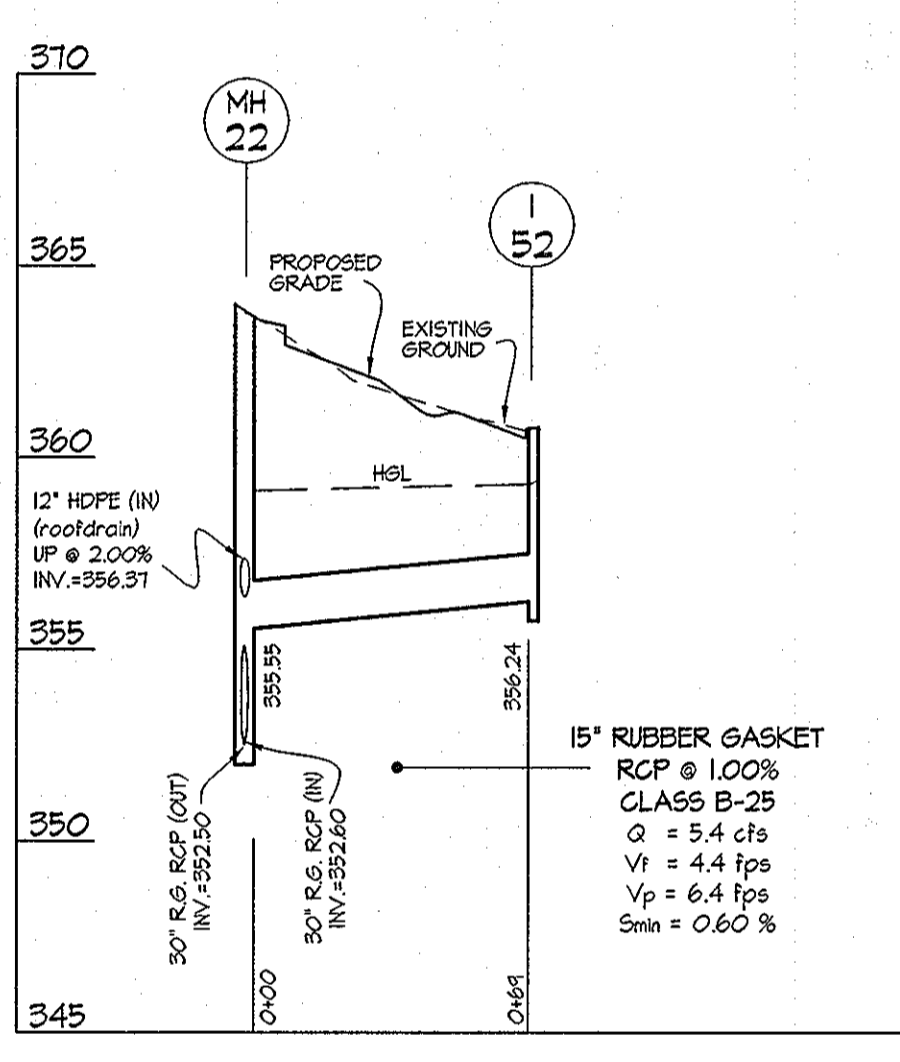 370
MH
22
I
52
365
PROPOSED
GRADE
EXISTING
GROUND
360
HGL
12" HDPE (IN)
(roofdrain)
UP @ 2.00%
INV.=356.37
355
355.55
356.24
15" RUBBER GASKET
RCP @ 1.00%
CLASS B-25
Q = 5.4 cfs
Vf = 4.4 fps
Vp = 6.4 fps
Smin = 0.60 %
350
30" R.G. RCP (OUT)
INV.=352.50
30" R.G. RCP (IN)
INV.=352.60
0+00
0+69
345